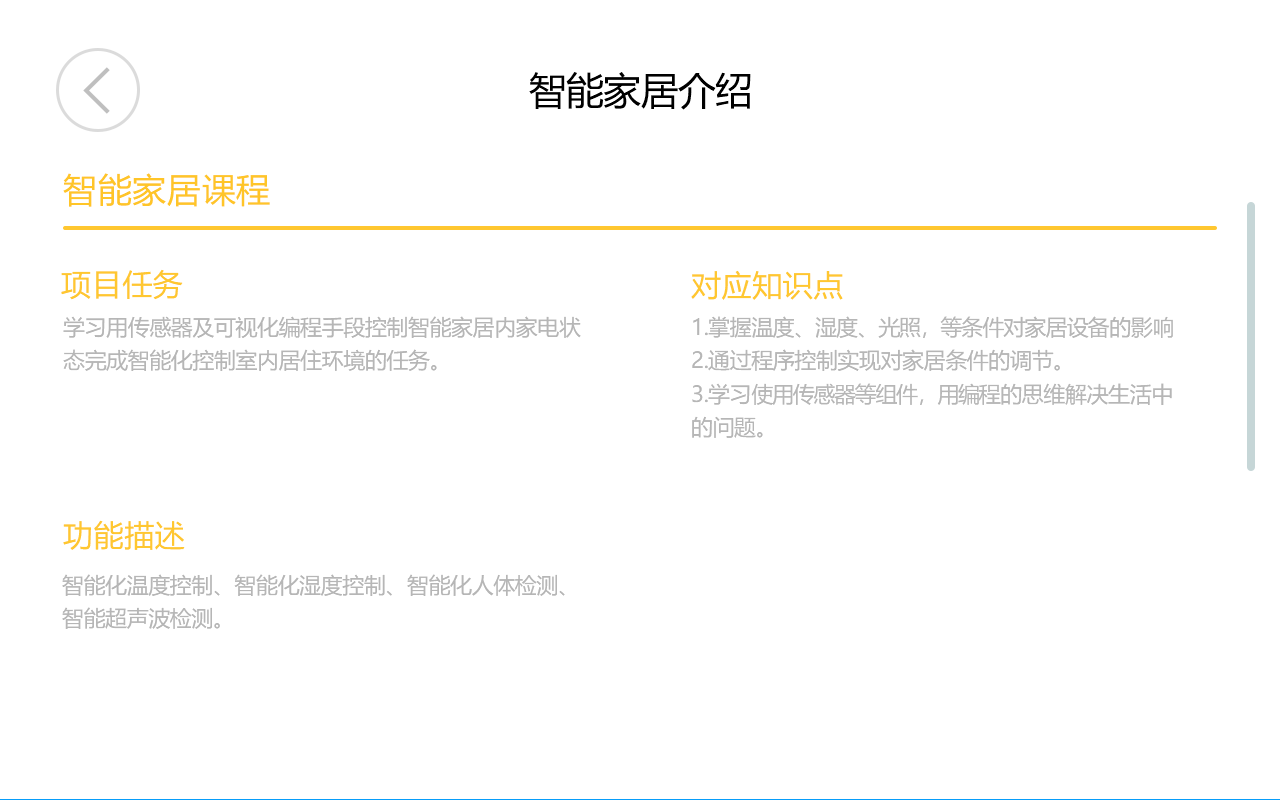 智能家居介绍
智能家居课程
项目任务
学习用传感器及可视化编程手段控制智能家居内家电状
态完成智能化控制室内居住环境的任务。
对应知识点
1.掌握温度、湿度、光照，等条件对家居设备的影响
2.通过程序控制实现对家居条件的调节。
3.学习使用传感器等组件，用编程的思维解决生活中
的问题。
功能描述
智能化温度控制、智能化湿度控制、智能化人体检测、
智能超声波检测。